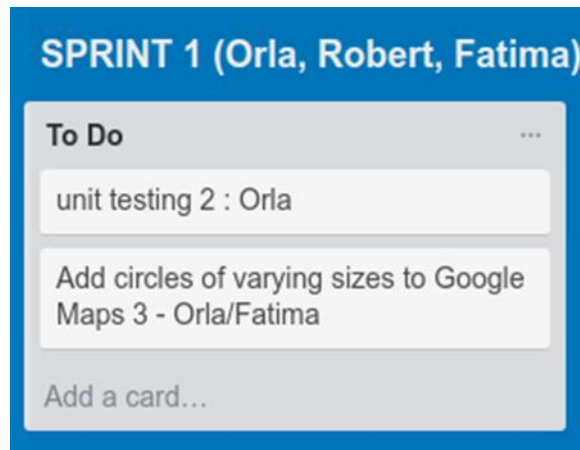 SPRINT 1 (Orla, Robert, Fatima)
To Do ...
unit testing 2 : Orla
Add circles of varying sizes to Google
Maps 3 - Orla/Fatima
Add a card...